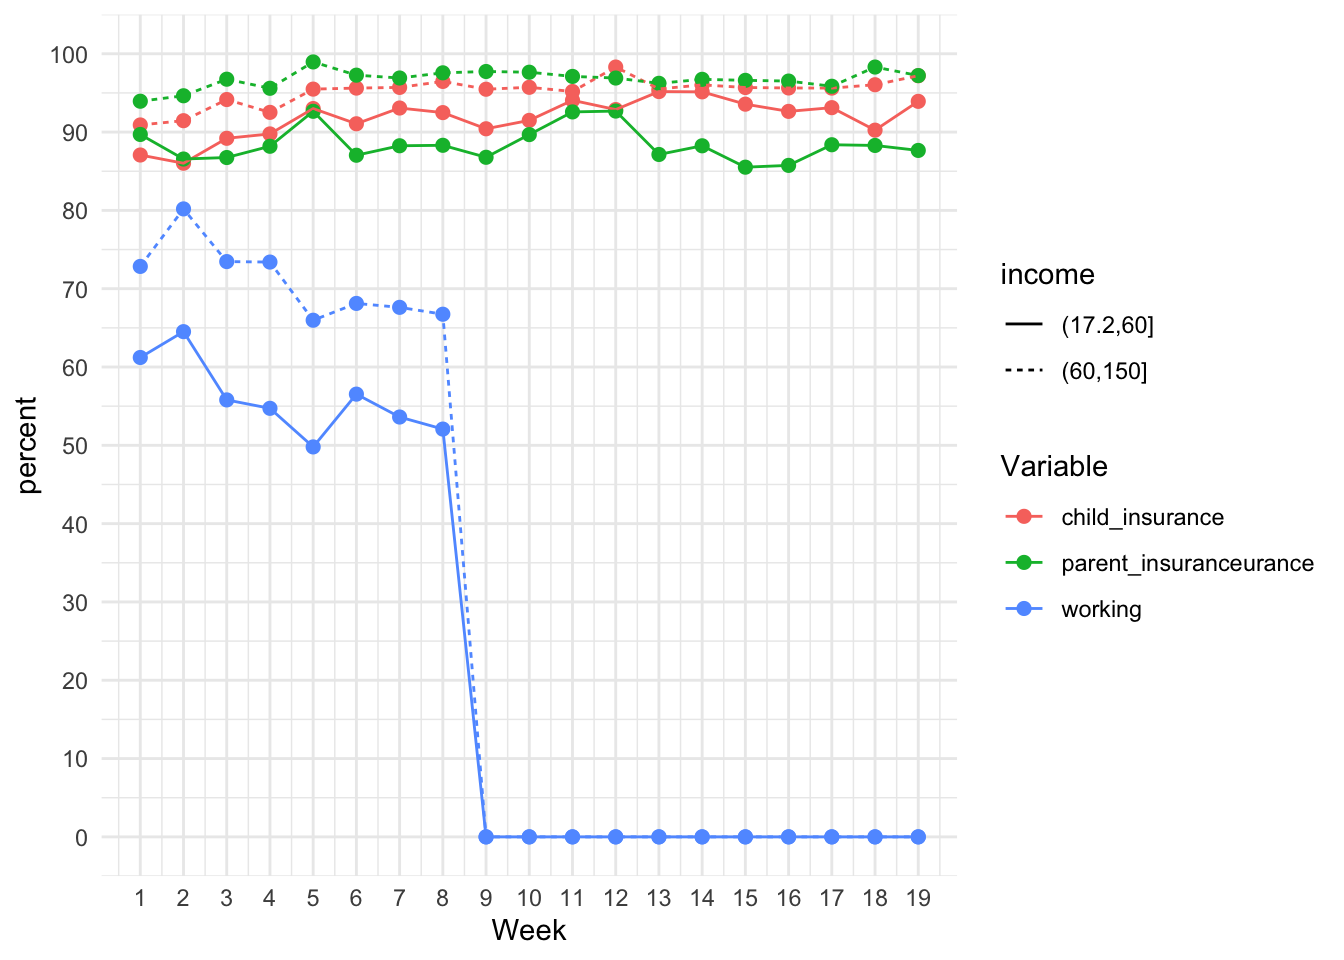 100
90
80
70
60
50
40
30
20
10
0
percent
1 2 3 4 5 6 7 8 9 10 11 12 13 14 15 16 17 18 19
Week
income
(17.2,60]
(60,150]
Variable
child_insurance
parent_insuranceurance
working